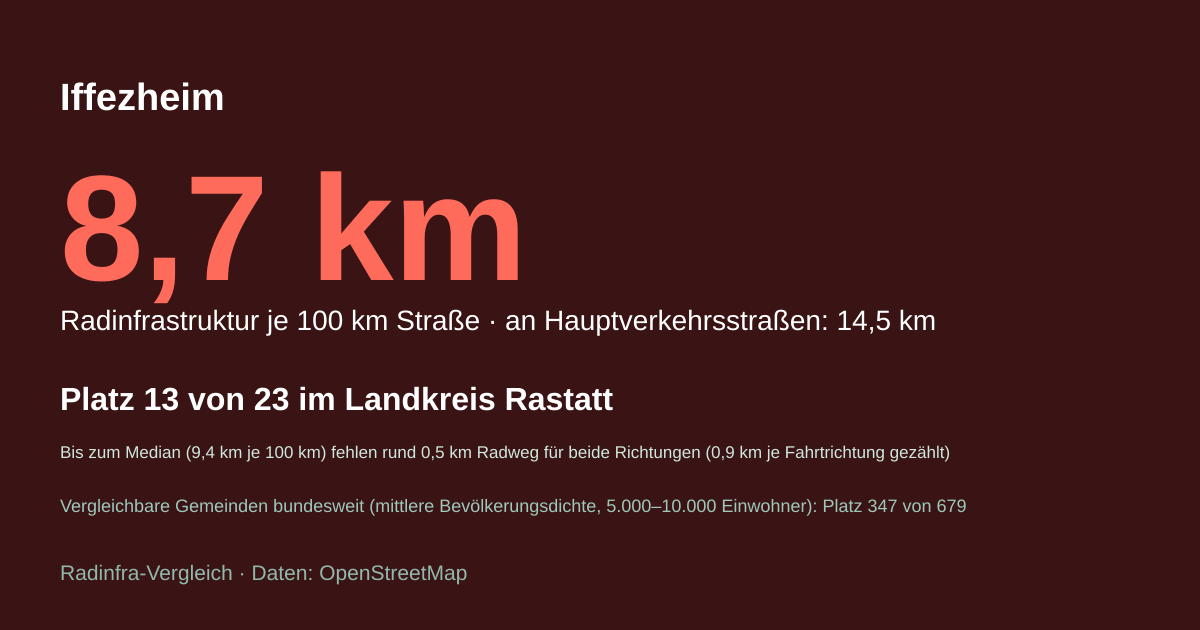 Iffezheim
8,7 km
Radinfrastruktur je 100 km Straße · an Hauptverkehrsstraßen: 14,5 km
Platz 13 von 23 im Landkreis Rastatt
Bis zum Median (9,4 km je 100 km) fehlen rund 0,5 km Radweg für beide Richtungen (0,9 km je Fahrtrichtung gezählt)
Vergleichbare Gemeinden bundesweit (mittlere Bevölkerungsdichte, 5.000–10.000 Einwohner): Platz 347 von 679
Radinfra-Vergleich · Daten: OpenStreetMap